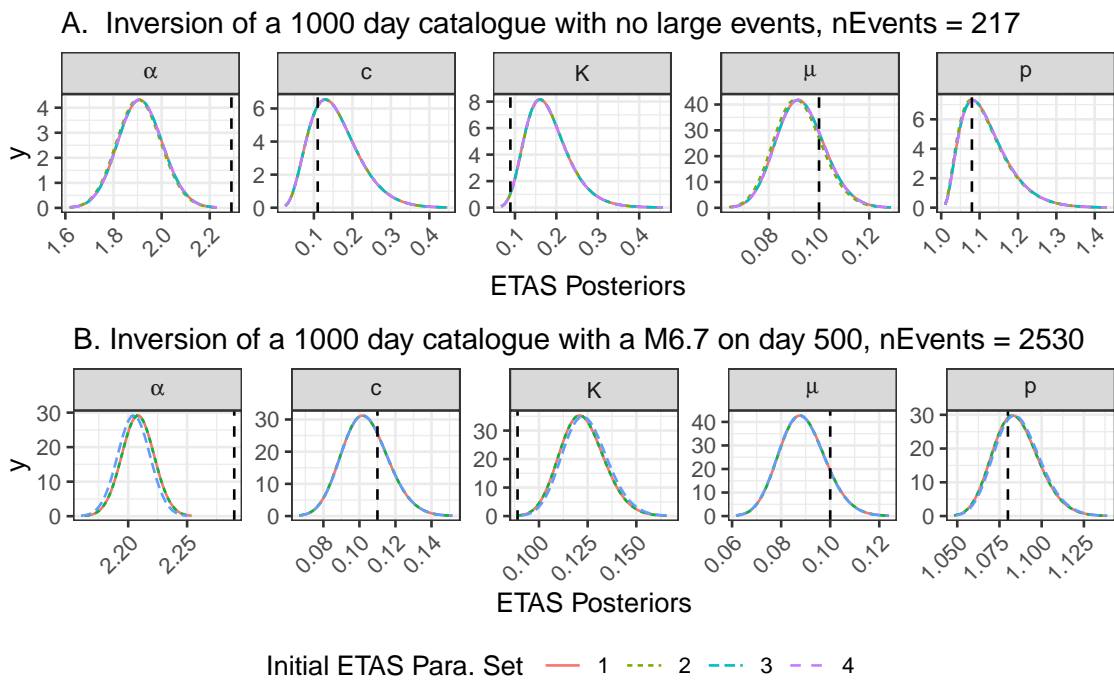 A. Inversion of a 1000 day catalogue with no large events, nEvents = 217
α c K μ p
y
0 1 2 3 4
1.6 1.8 2.0 2.2
0 2 4 6
0.1 0.2 0.3 0.4
0 2 4 6 8
0.1 0.2 0.3 0.4
0 10 20 30 40
0.08 0.10 0.12
0 2 4 6
1.0 1.1 1.2 1.3 1.4
ETAS Posteriors
B. Inversion of a 1000 day catalogue with a M6.7 on day 500, nEvents = 2530
α c K μ p
y
0 10 20 30
2.20 2.25
0 10 20 30
0.08 0.10 0.12 0.14
0 10 20 30
0.100 0.125 0.150
0 10 20 30 40
0.06 0.08 0.10 0.12
0 10 20 30
1.050 1.075 1.100 1.125
ETAS Posteriors
Initial ETAS Para. Set 1 2 3 4